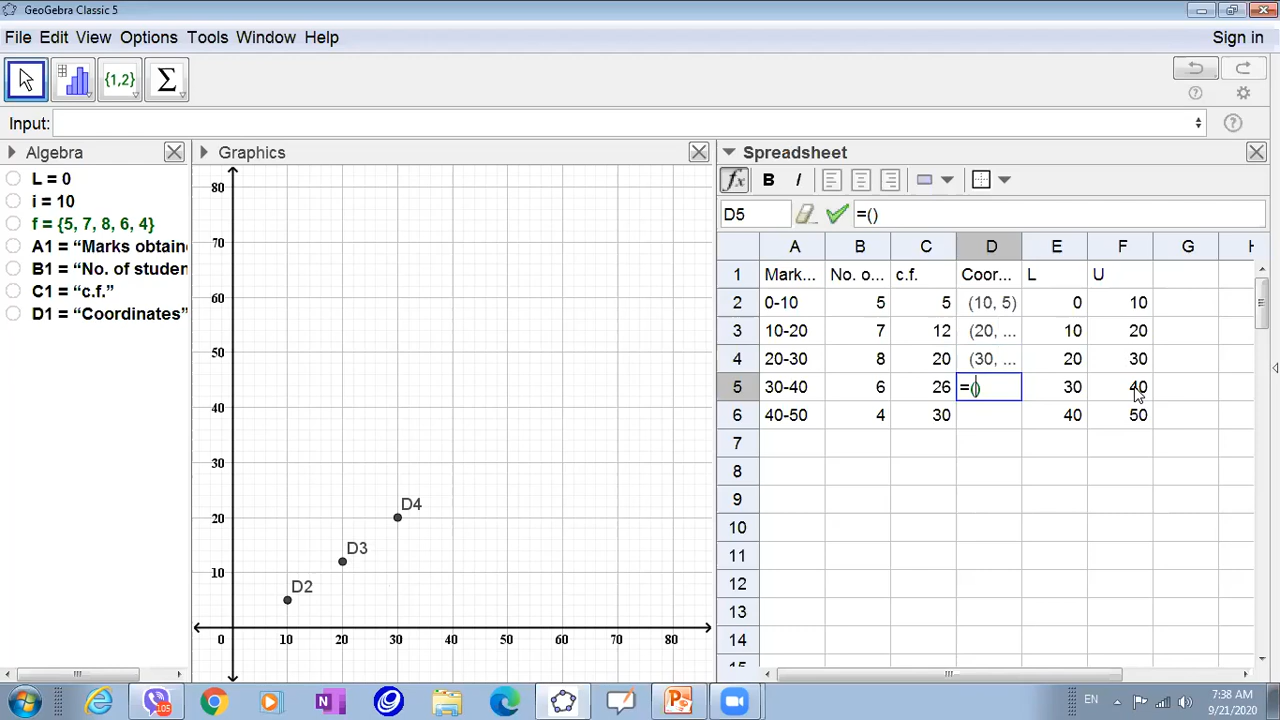 GeoGebra Classic 5
File Edit View Options Tools Window Help
Sign in
{1,2} Σ
Input:
Algebra
Graphics
Spreadsheet
L = 0
i = 10
f = {5, 7, 8, 6, 4}
A1 = “Marks obtaine
B1 = “No. of studen
C1 = “c.f.”
D1 = “Coordinates”
80
70
60
50
40
30
20
10
0 10 20 30 40 50 60 70 80
D4
D3
D2
fx B I
D5 =()
A B C D E F G H
1 Mark... No. o... c.f. Coor... L U
2 0-10 5 5 (10, 5) 0 10
3 10-20 7 12 (20, ... 10 20
4 20-30 8 20 (30, ... 20 30
5 30-40 6 26 =() 30 40
6 40-50 4 30 40 50
7
8
9
10
11
12
13
14
15
EN 7:38 AM
9/21/2020